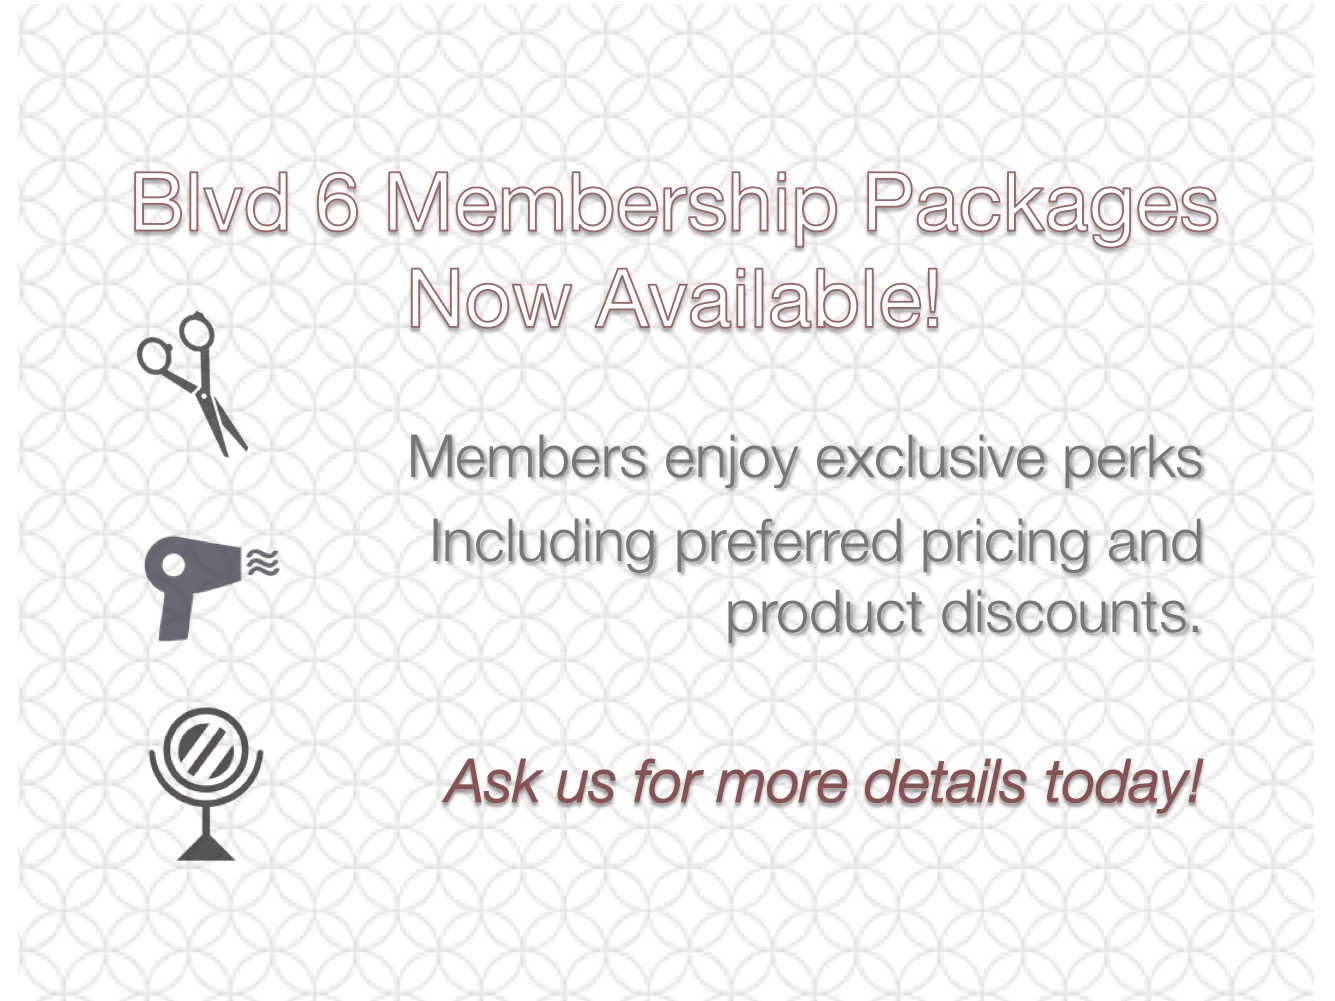 Blvd 6 Membership Packages
Now Available!
Members enjoy exclusive perks
Including preferred pricing and
product discounts.
Ask us for more details today!